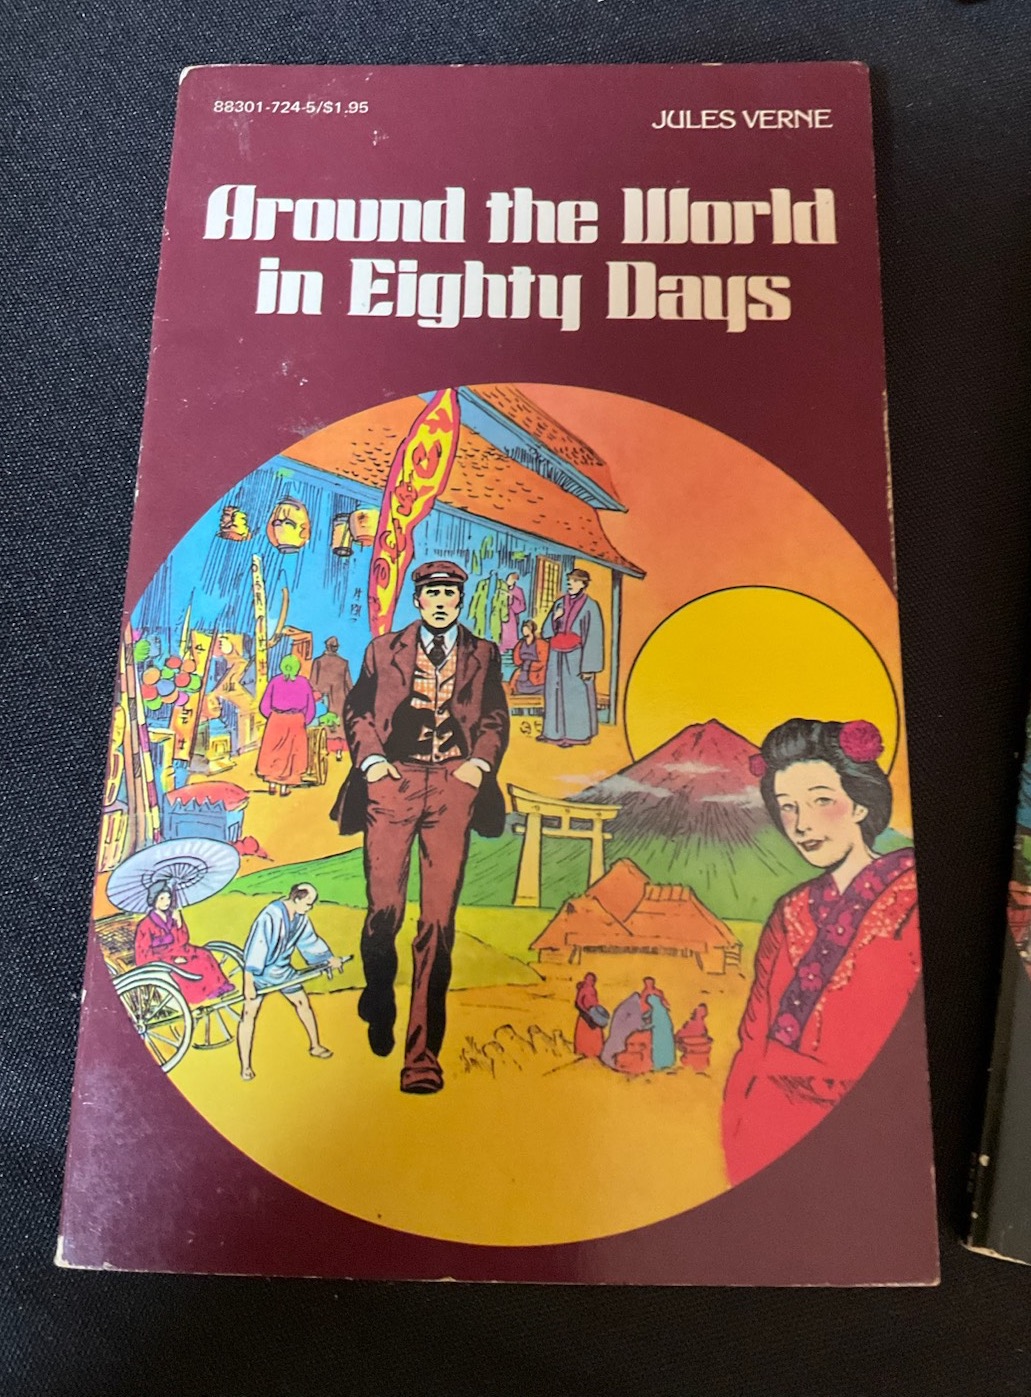 88301-724-5/$1.95
JULES VERNE
Around the World
in Eighty Days